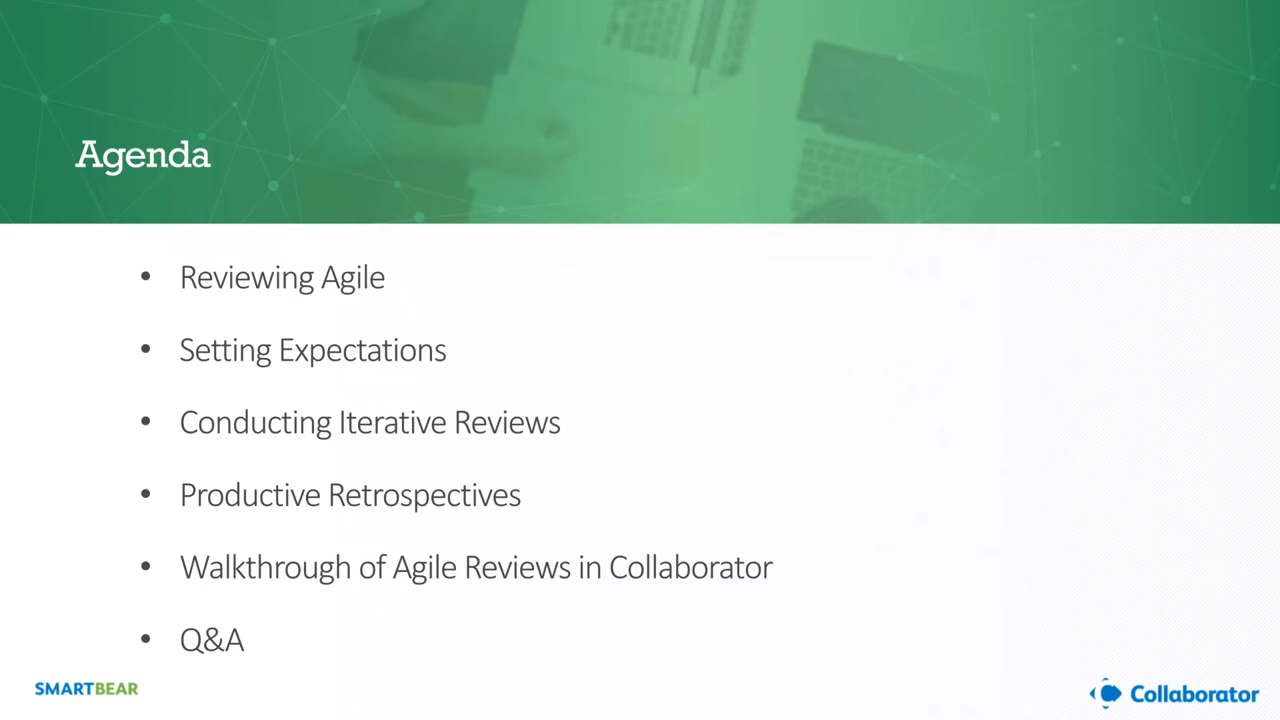 Agenda
• Reviewing Agile
• Setting Expectations
• Conducting Iterative Reviews
• Productive Retrospectives
• Walkthrough of Agile Reviews in Collaborator
• Q&A
SMARTBEAR
Collaborator